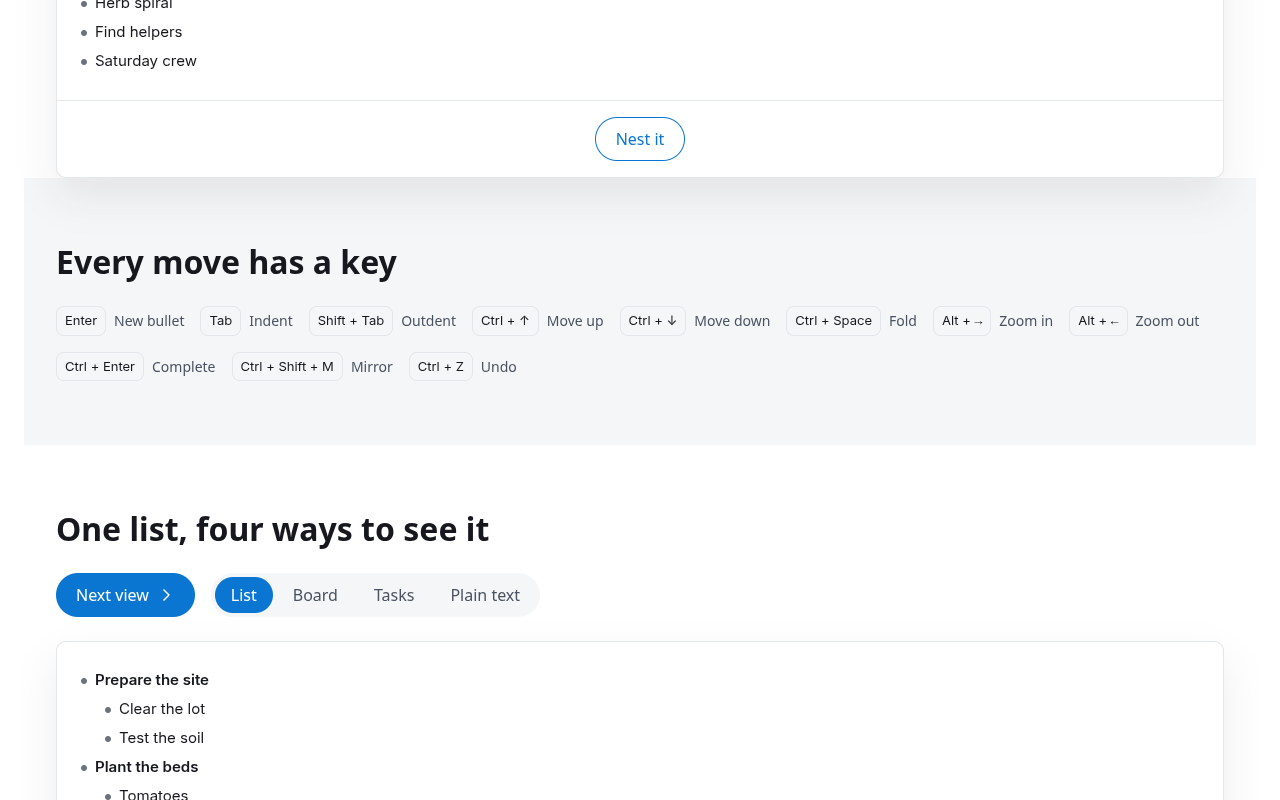 Herb spiral
Find helpers
Saturday crew
Nest it
Every move has a key
Enter New bullet Tab Indent Shift + Tab Outdent Ctrl + ↑ Move up Ctrl + ↓ Move down Ctrl + Space Fold Alt + → Zoom in Alt + ← Zoom out
Ctrl + Enter Complete Ctrl + Shift + M Mirror Ctrl + Z Undo
One list, four ways to see it
Next view List Board Tasks Plain text
Prepare the site
Clear the lot
Test the soil
Plant the beds
Tomatoes